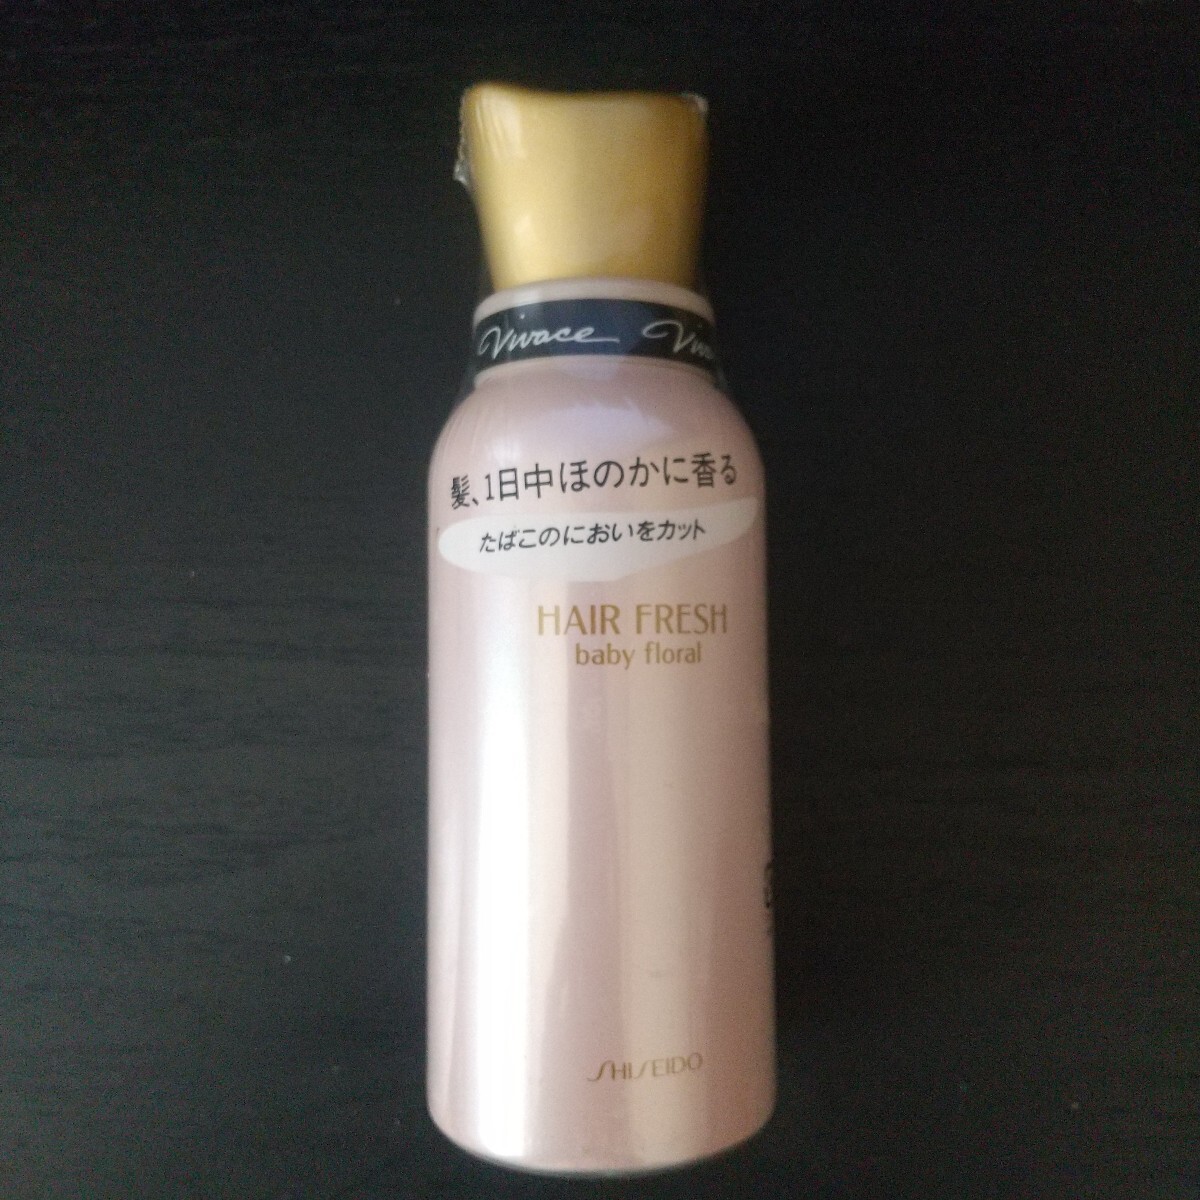 Vivace Viva
髪、1日中ほのかに香る
たばこのにおいをカット
HAIR FRESH
baby floral
SHISEIDO